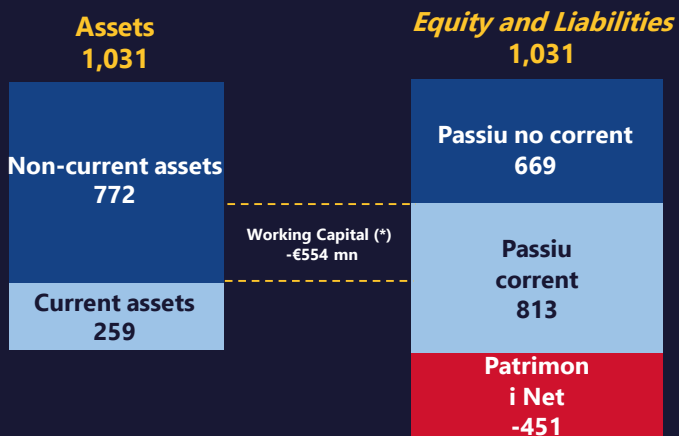 Assets
1,031
Non-current assets
772
Current assets
259
Working Capital (*)
-€554 mn
Equity and Liabilities
1,031
Passiu no corrent
669
Passiu
corrent
813
Patrimon
i Net
-451